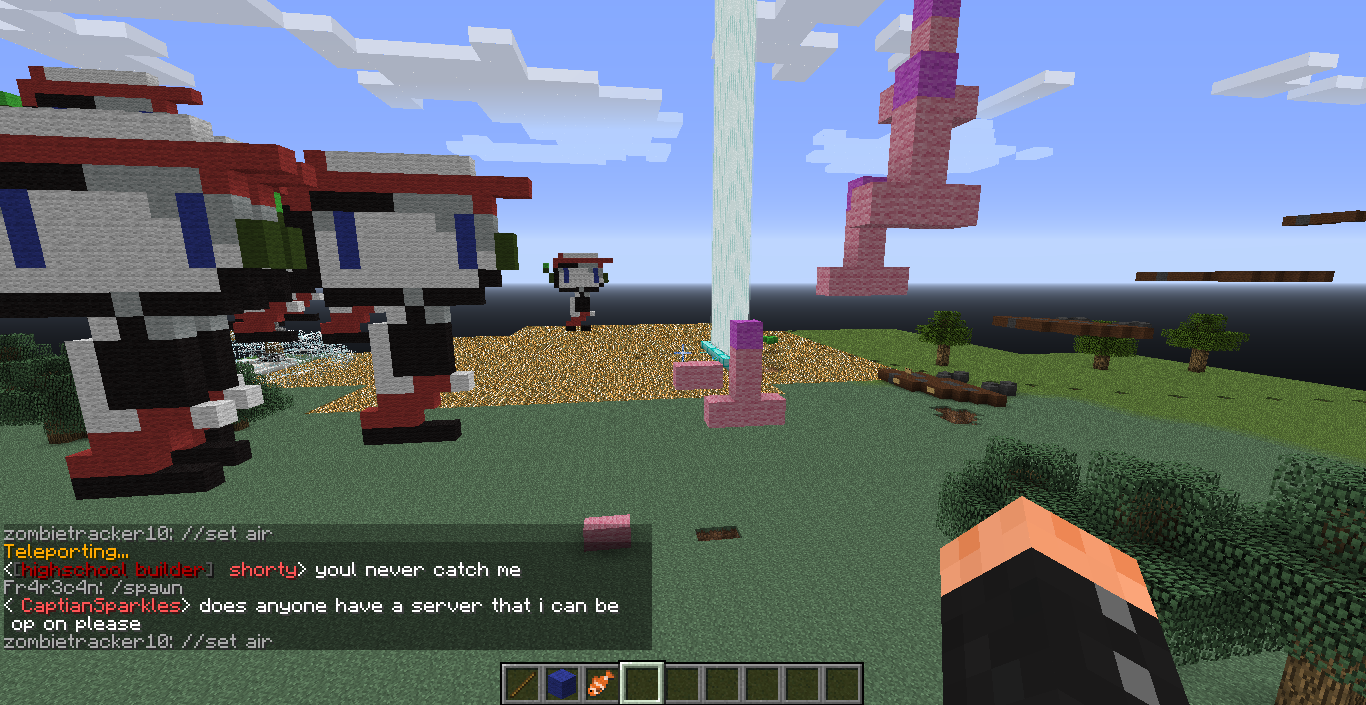 zombietracker10: //set air
Teleporting...
<[highschool builder] shorty> youl never catch me
Fr4r3c4n: /spawn
< CaptianSparkles> does anyone have a server that i can be
op on please
zombietracker10: //set air